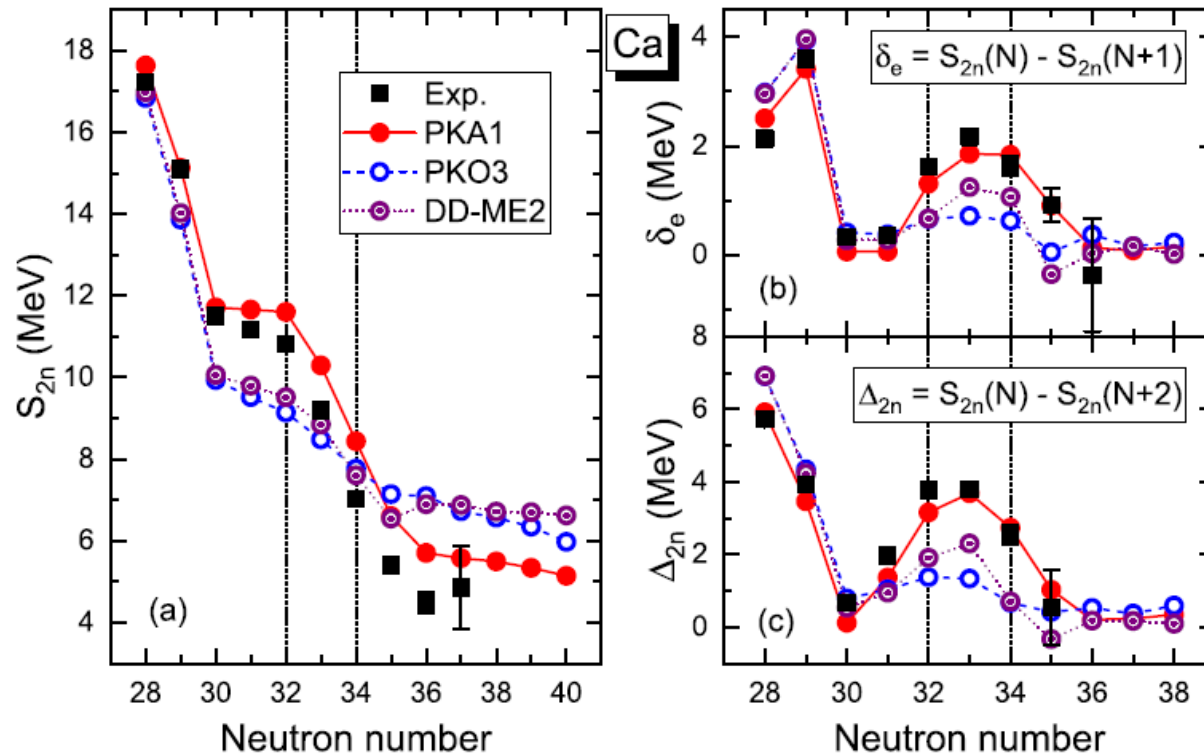 Ca
18
16
14
12
10
8
6
4
S₂ₙ (MeV)
Exp.
PKA1
PKO3
DD-ME2
(a)
28 30 32 34 36 38 40
Neutron number
4
2
0
δₑ (MeV)
δₑ = S₂ₙ(N) - S₂ₙ(N+1)
(b)
8
6
4
2
0
Δ₂ₙ (MeV)
Δ₂ₙ = S₂ₙ(N) - S₂ₙ(N+2)
(c)
28 30 32 34 36 38
Neutron number